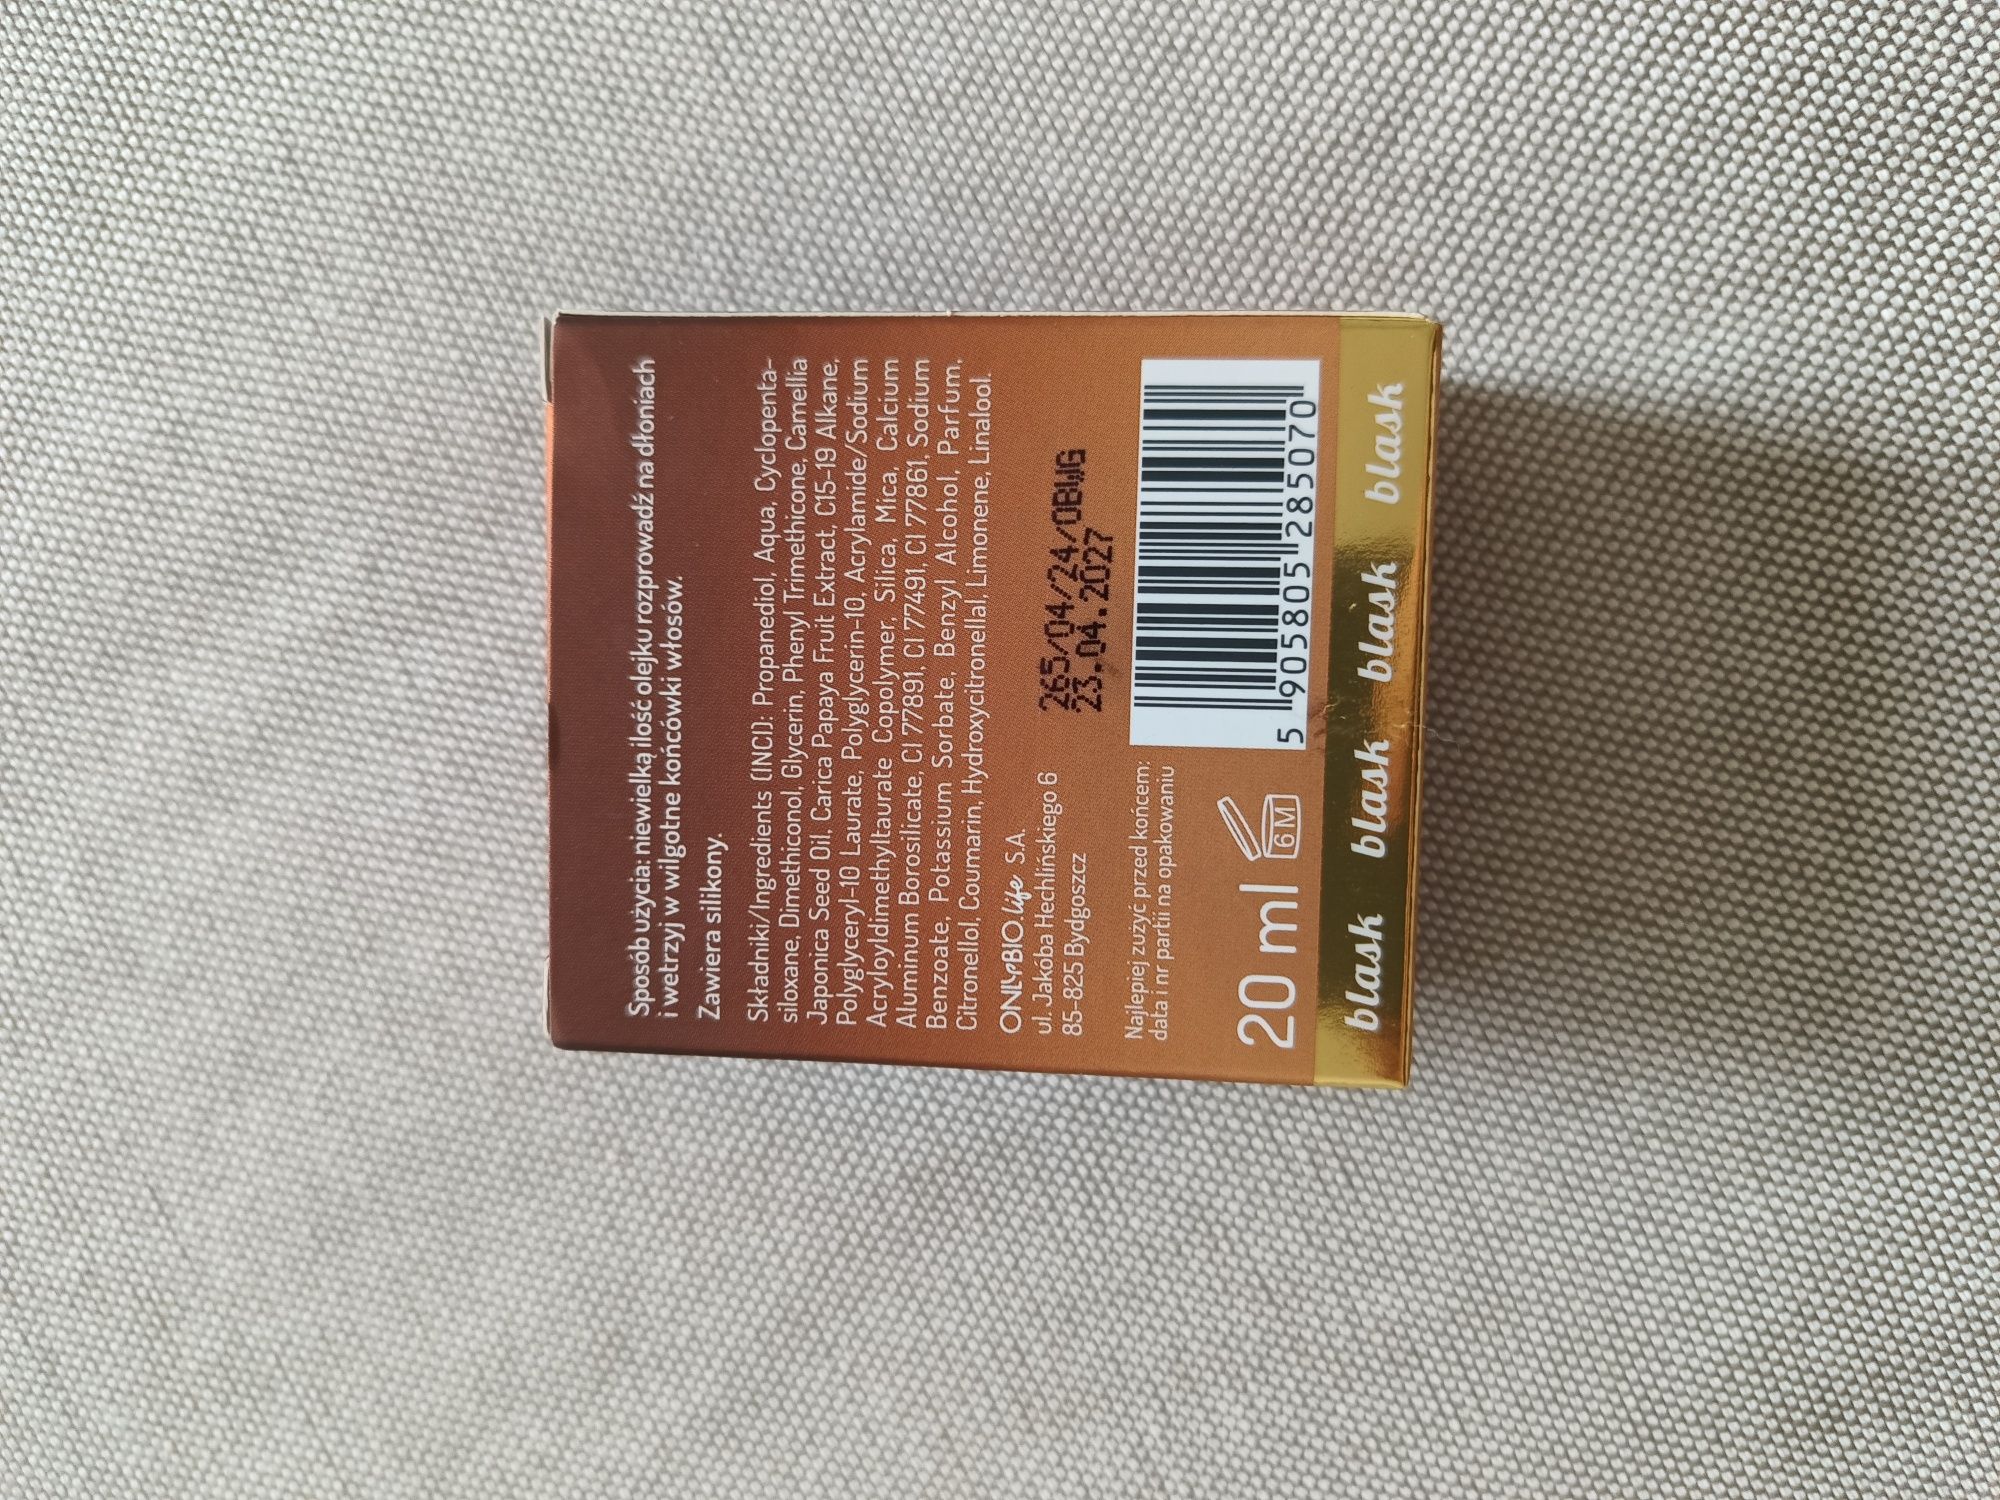 Sposób użycia: niewielką ilość olejku rozprowadź na dłoniach
i wetrzyj w wilgotne końcówki włosów.
Zawiera silikony.
Składniki/Ingredients (INCI): Propanediol, Aqua, Cyclopenta-
siloxane, Dimethiconol, Glycerin, Phenyl Trimethicone, Camellia
Japonica Seed Oil, Carica Papaya Fruit Extract, C15-19 Alkane,
Polyglyceryl-10 Laurate, Polyglycerin-10, Acrylamide/Sodium
Acryloyldimethyltaurate Copolymer, Silica, Mica, Calcium
Aluminum Borosilicate, CI 77891, CI 77491, CI 77861, Sodium
Benzoate, Potassium Sorbate, Benzyl Alcohol, Parfum,
Citronellol, Coumarin, Hydroxycitronellal, Limonene, Linalool.
ONLYBIO.life S.A.
ul. Jakóba Hechlińskiego 6
85-825 Bydgoszcz
265/04/24/OBWG
23.04.2027
Najlepiej zużyć przed końcem:
data i nr partii na opakowaniu
20 ml
6M
5 905805 285070
blask blask blask blask